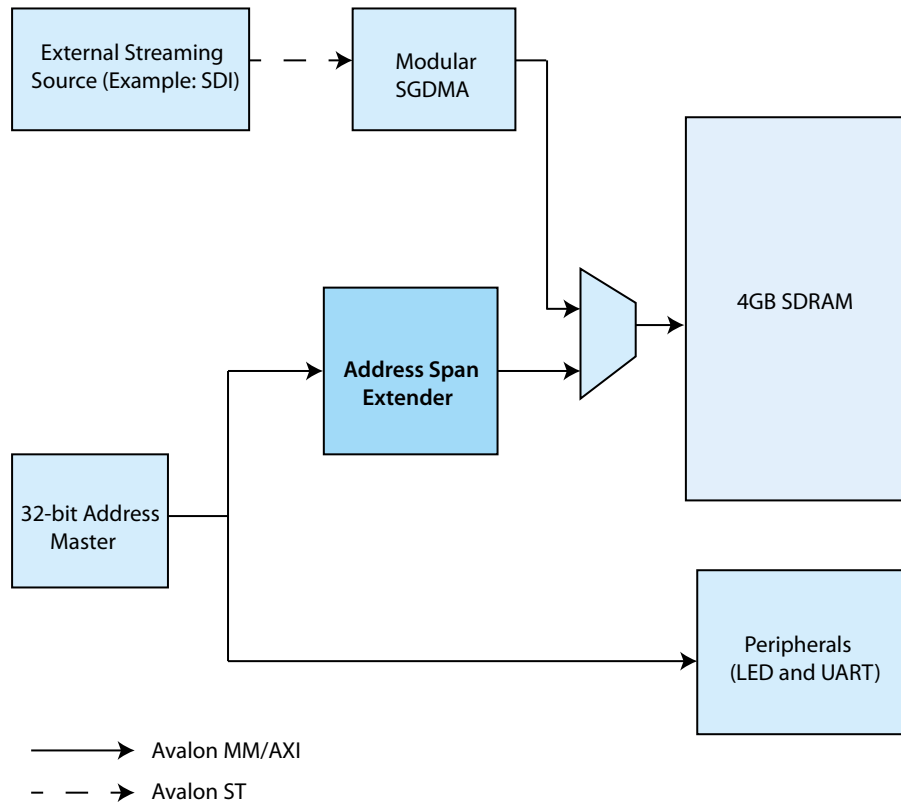 External Streaming
Source (Example: SDI)
Modular
SGDMA
4GB SDRAM
Address Span
Extender
32-bit Address
Master
Peripherals
(LED and UART)
Avalon MM/AXI
Avalon ST